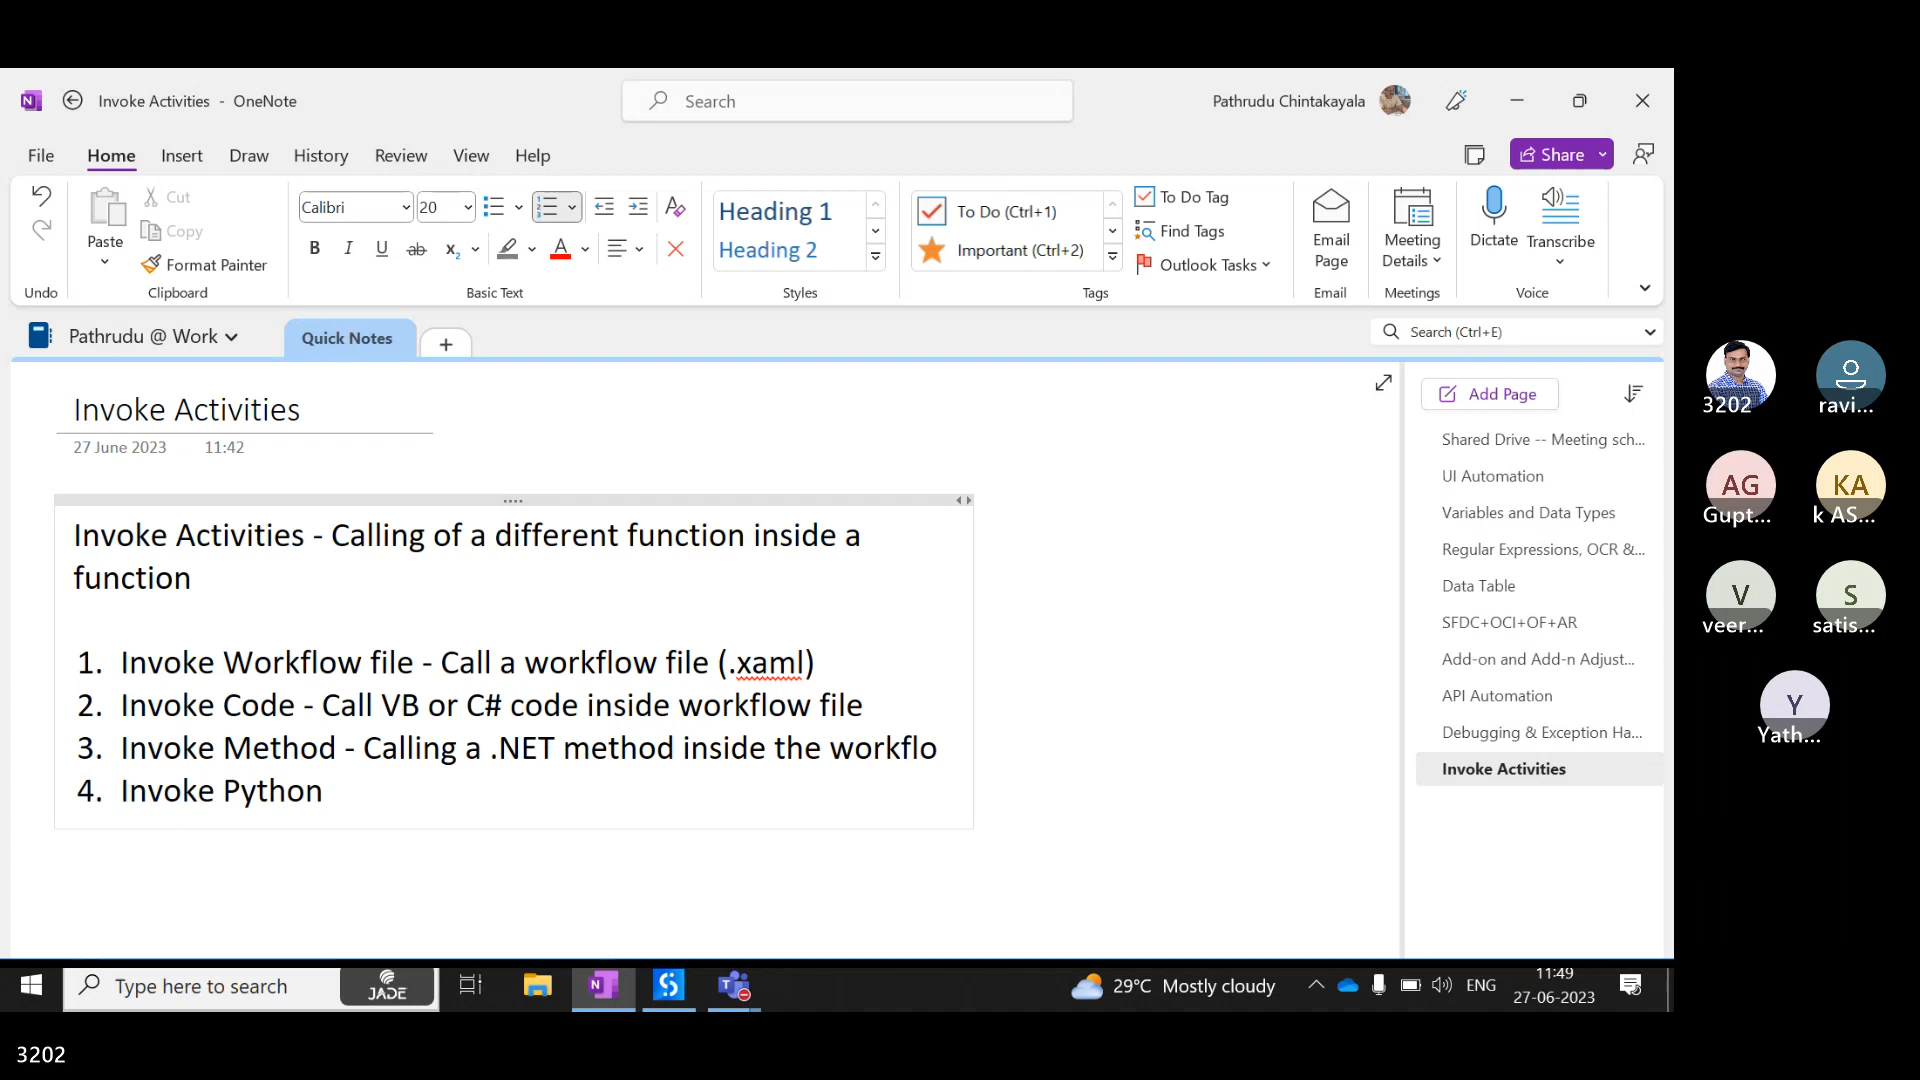 Invoke Activities - OneNote
Search
Pathrudu Chintakayala
File Home Insert Draw History Review View Help
Share
Undo
Paste
Cut
Copy
Format Painter
Clipboard
Calibri 20
Basic Text
Heading 1
Heading 2
Styles
To Do (Ctrl+1)
Important (Ctrl+2)
To Do Tag
Find Tags
Outlook Tasks
Tags
Email
Page
Email
Meeting
Details
Meetings
Dictate
Transcribe
Voice
Pathrudu @ Work
Quick Notes
Search (Ctrl+E)
Invoke Activities
27 June 2023 11:42
Invoke Activities - Calling of a different function inside a
function
1. Invoke Workflow file - Call a workflow file (.xaml)
2. Invoke Code - Call VB or C# code inside workflow file
3. Invoke Method - Calling a .NET method inside the workflo
4. Invoke Python
Add Page
Shared Drive -- Meeting sch...
UI Automation
Variables and Data Types
Regular Expressions, OCR &...
Data Table
SFDC+OCI+OF+AR
Add-on and Add-n Adjust...
API Automation
Debugging & Exception Ha...
Invoke Activities
3202
ravi...
AG
Gupt...
KA
k AS...
V
veer...
S
satis...
Y
Yath...
Type here to search
JADE
29°C Mostly cloudy
ENG
11:49
27-06-2023
3202